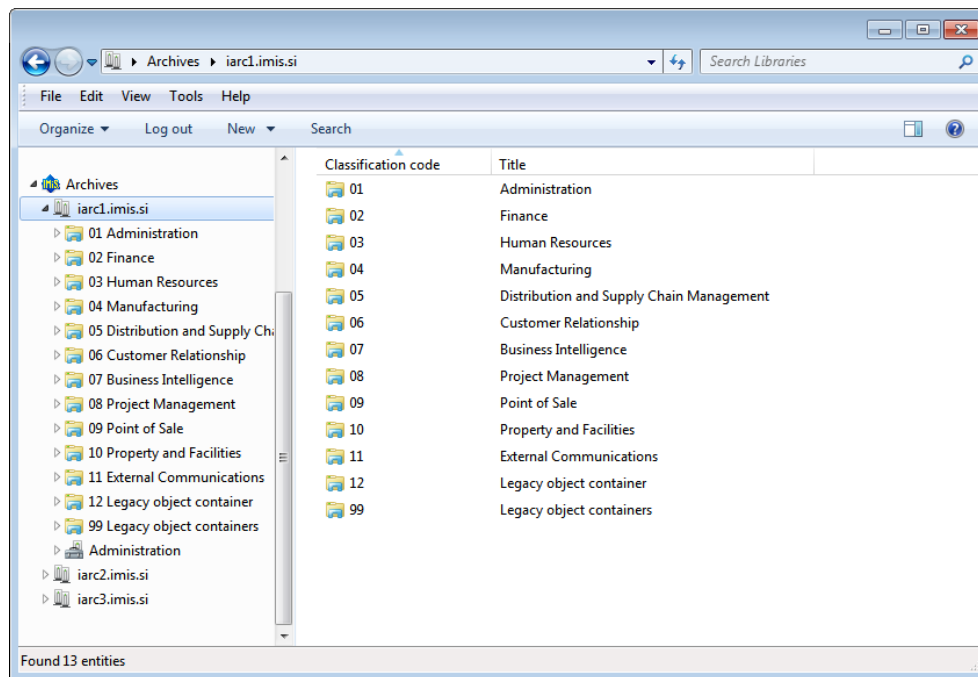 Archives iarc1.imis.si Search Libraries
File Edit View Tools Help
Organize Log out New Search
Classification code Title
Archives
iarc1.imis.si
01 Administration
02 Finance
03 Human Resources
04 Manufacturing
05 Distribution and Supply Cha
06 Customer Relationship
07 Business Intelligence
08 Project Management
09 Point of Sale
10 Property and Facilities
11 External Communications
12 Legacy object container
99 Legacy object containers
Administration
iarc2.imis.si
iarc3.imis.si
01 Administration
02 Finance
03 Human Resources
04 Manufacturing
05 Distribution and Supply Chain Management
06 Customer Relationship
07 Business Intelligence
08 Project Management
09 Point of Sale
10 Property and Facilities
11 External Communications
12 Legacy object container
99 Legacy object containers
Found 13 entities